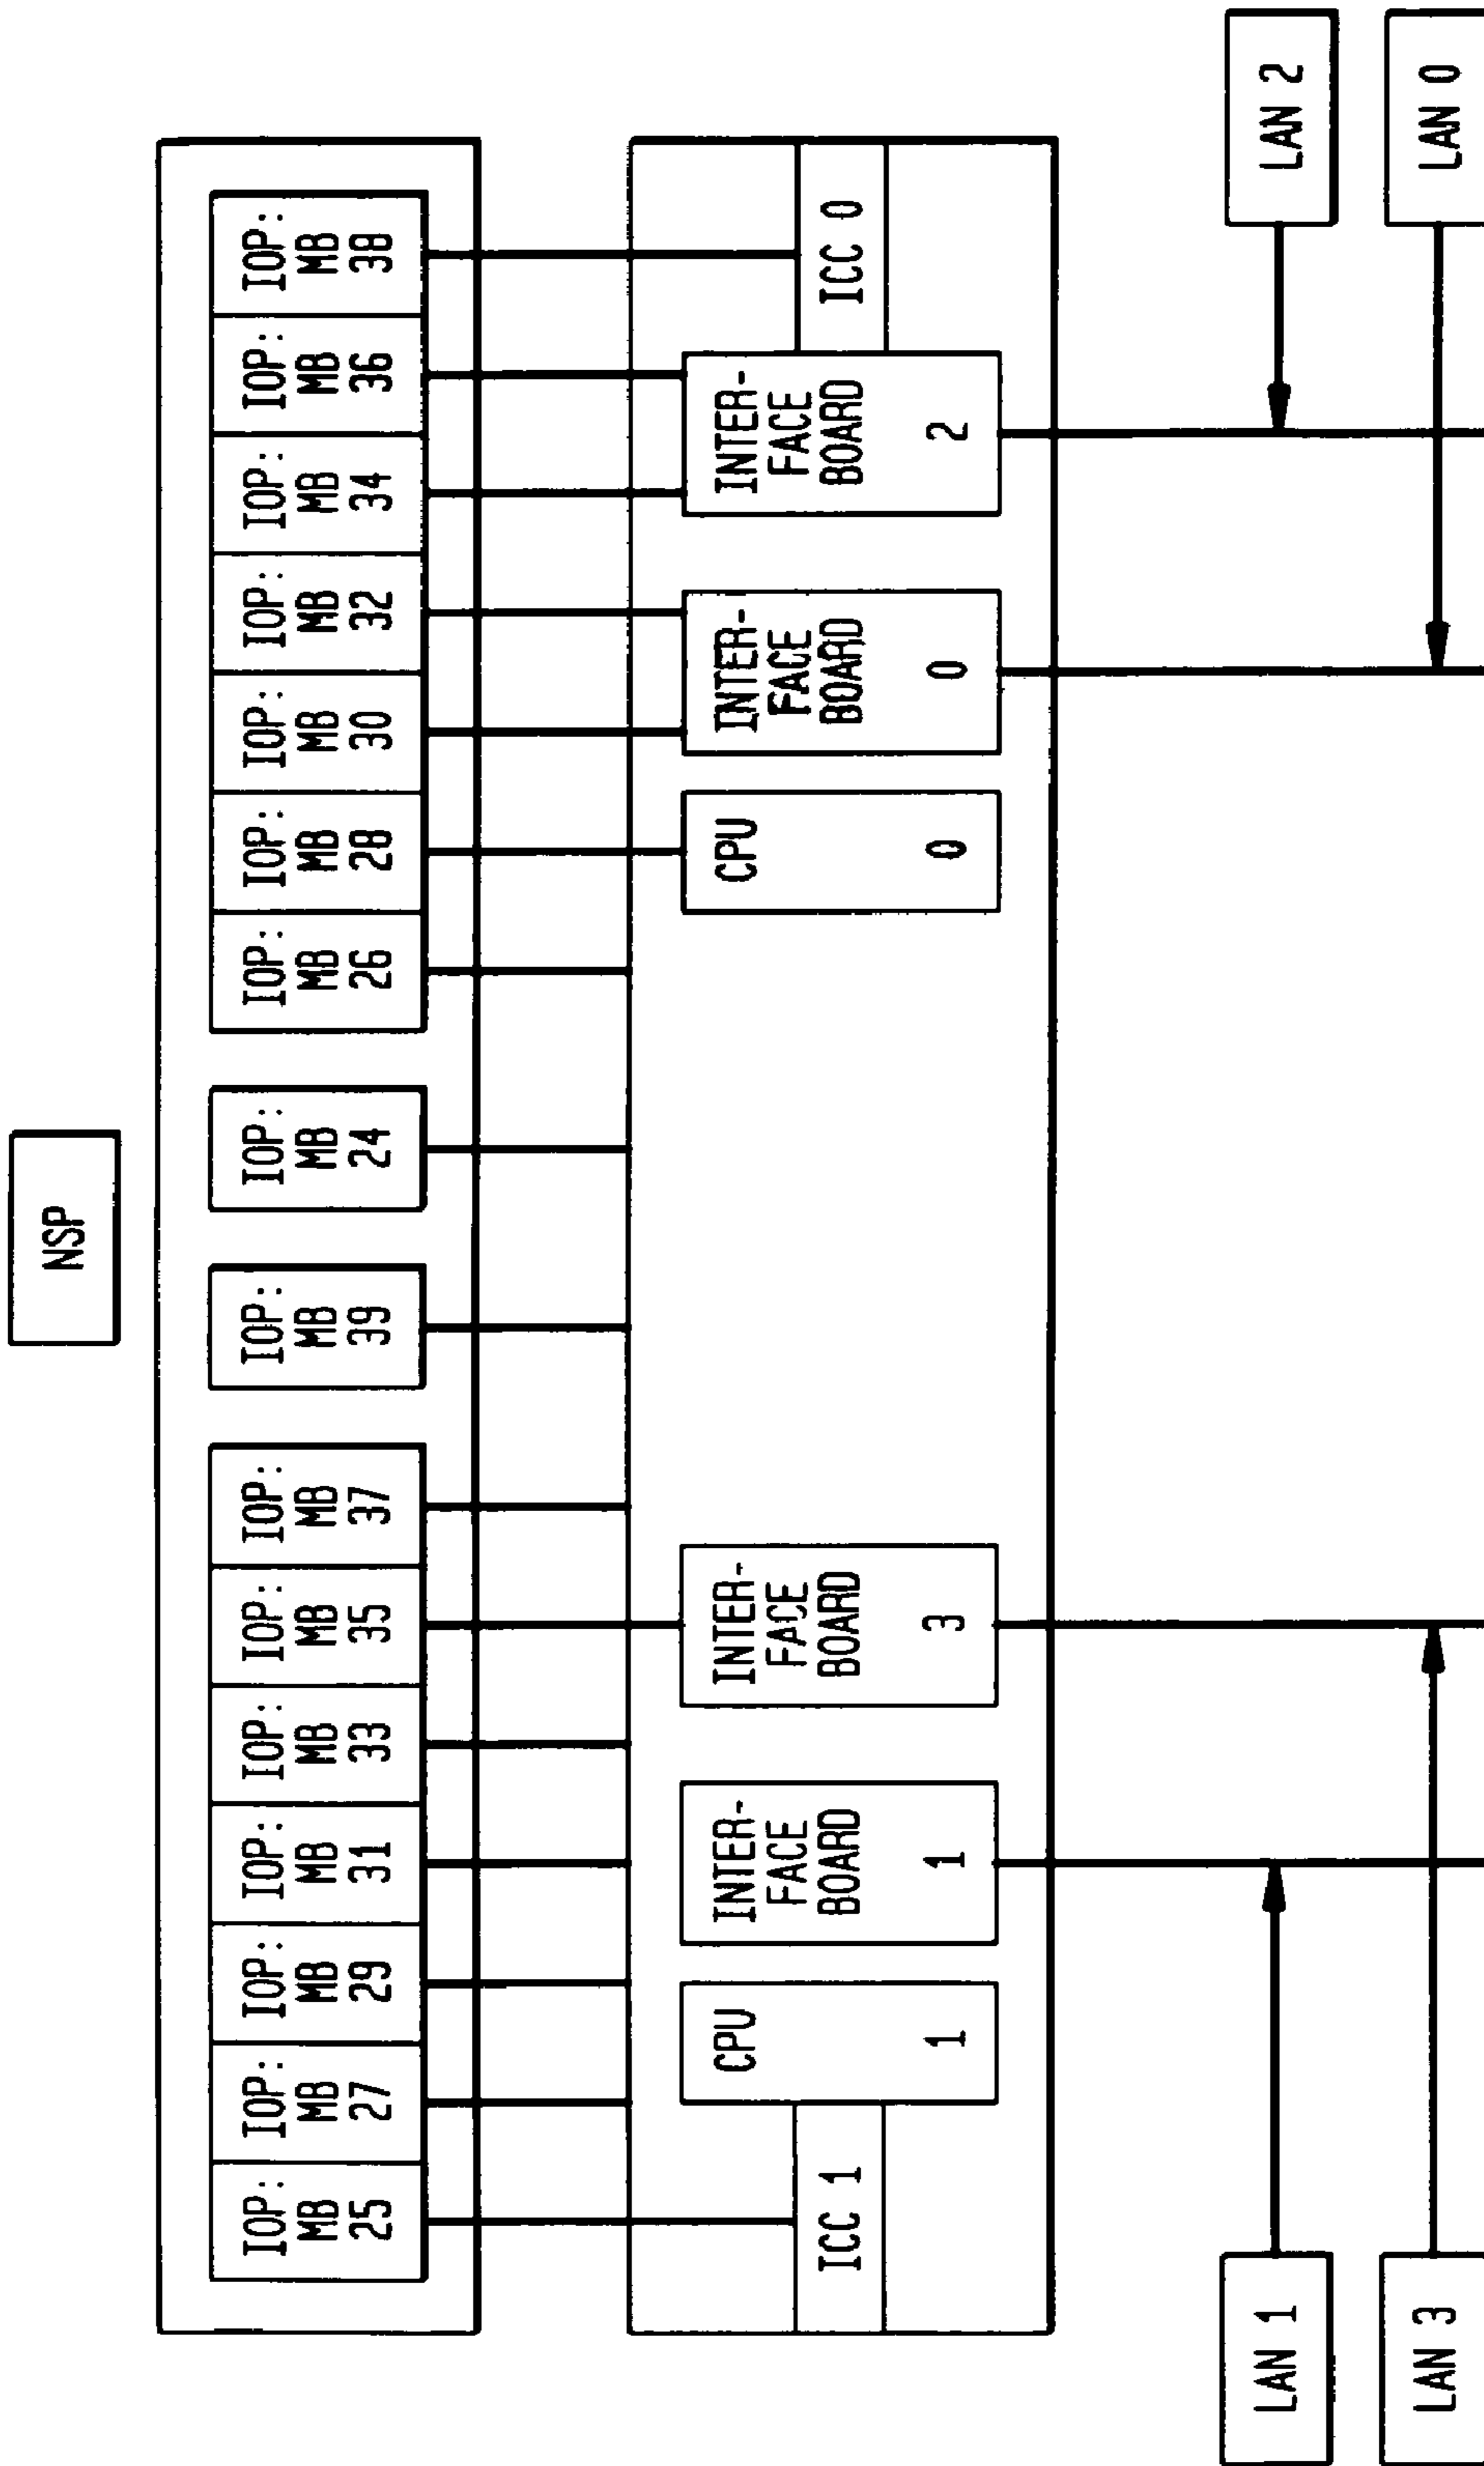 NSP
IOP::
MB
25
IOP::
MB
27
IOP::
MB
29
IOP::
MB
31
IOP::
MB
33
IOP::
MB
35
IOP::
MB
37
IOP::
MB
39
IOP::
MB
24
IOP::
MB
26
IOP::
MB
28
IOP::
MB
30
IOP::
MB
32
IOP::
MB
34
IOP::
MB
36
IOP::
MB
38
ICC 1
CPU
1
INTER-
FACE
BOARD
1
INTER-
FACE
BOARD
3
CPU
0
INTER-
FACE
BOARD
0
INTER-
FACE
BOARD
2
ICC 0
LAN 1
LAN 2
LAN 3
LAN 0